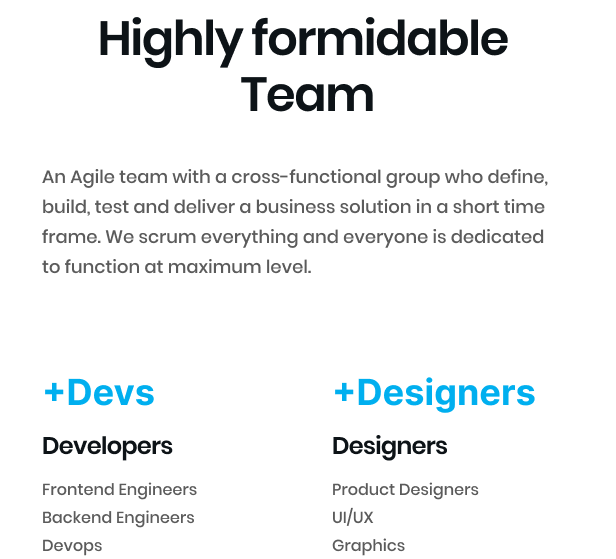 Highly formidable
Team
An Agile team with a cross-functional group who define,
build, test and deliver a business solution in a short time
frame. We scrum everything and everyone is dedicated
to function at maximum level.
+Devs
Developers
Frontend Engineers
Backend Engineers
Devops
+Designers
Designers
Product Designers
UI/UX
Graphics